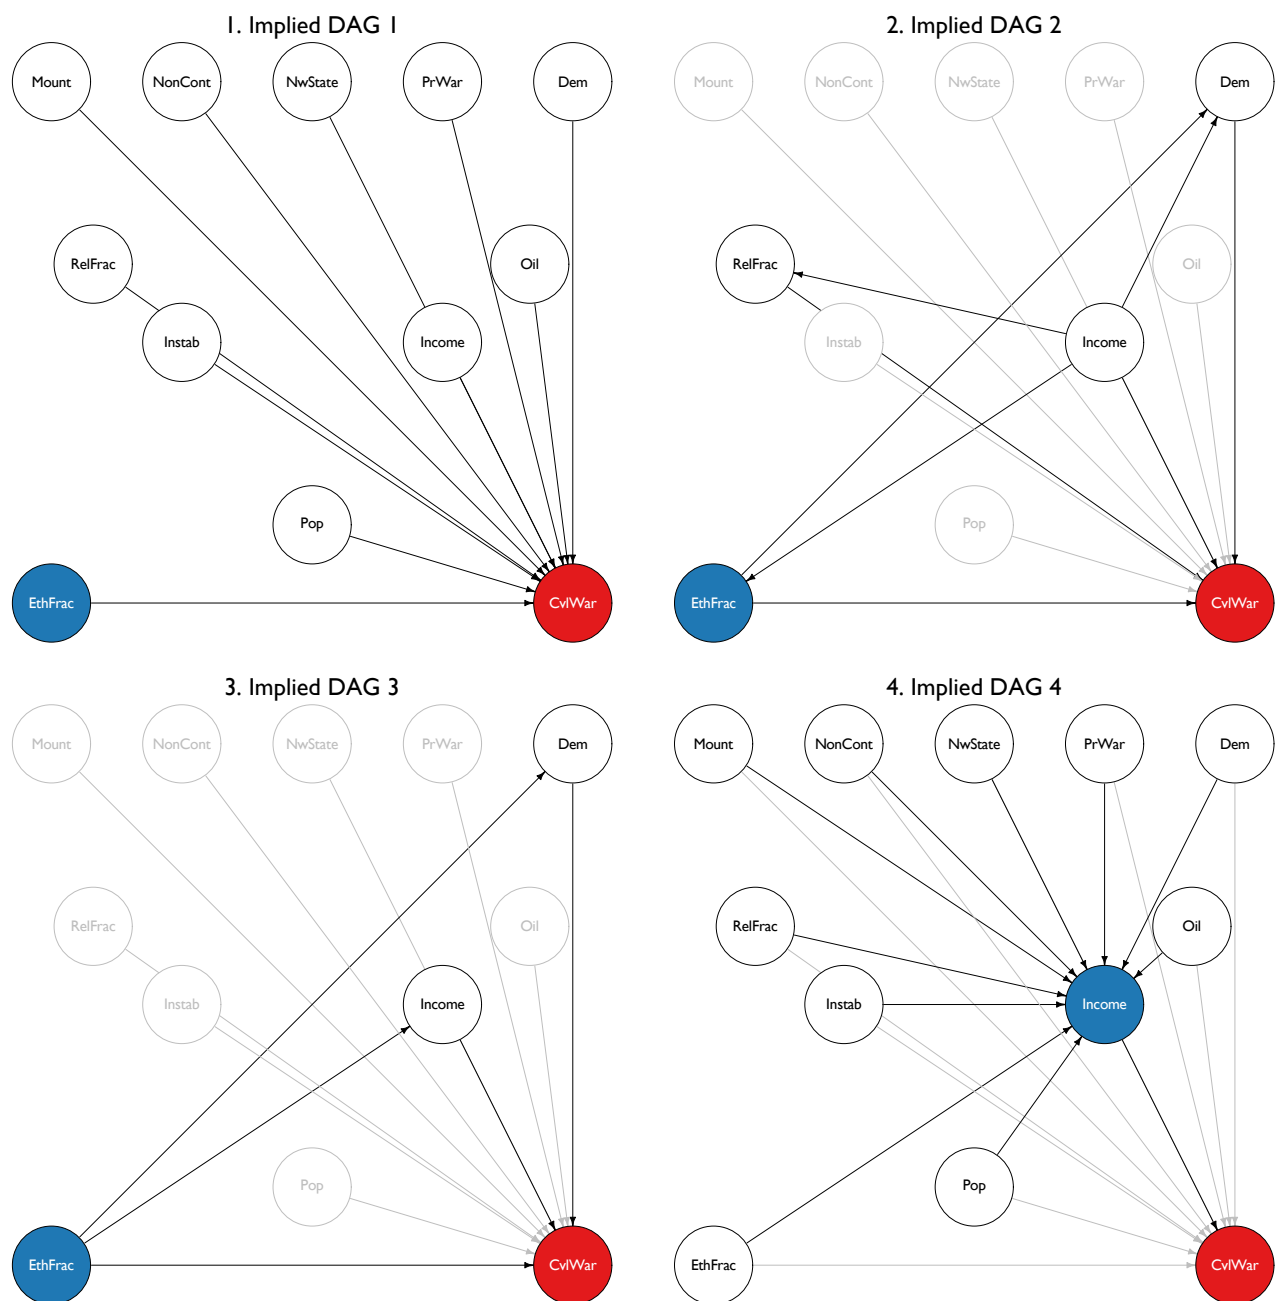 1. Implied DAG 1
Mount NonCont NwState PrWar Dem
RelFrac Oil
Instab Income
Pop
EthFrac CvlWar
2. Implied DAG 2
Mount NonCont NwState PrWar Dem
RelFrac Oil
Instab Income
Pop
EthFrac CvlWar
3. Implied DAG 3
Mount NonCont NwState PrWar Dem
RelFrac Oil
Instab Income
Pop
EthFrac CvlWar
4. Implied DAG 4
Mount NonCont NwState PrWar Dem
RelFrac Oil
Instab Income
Pop
EthFrac CvlWar